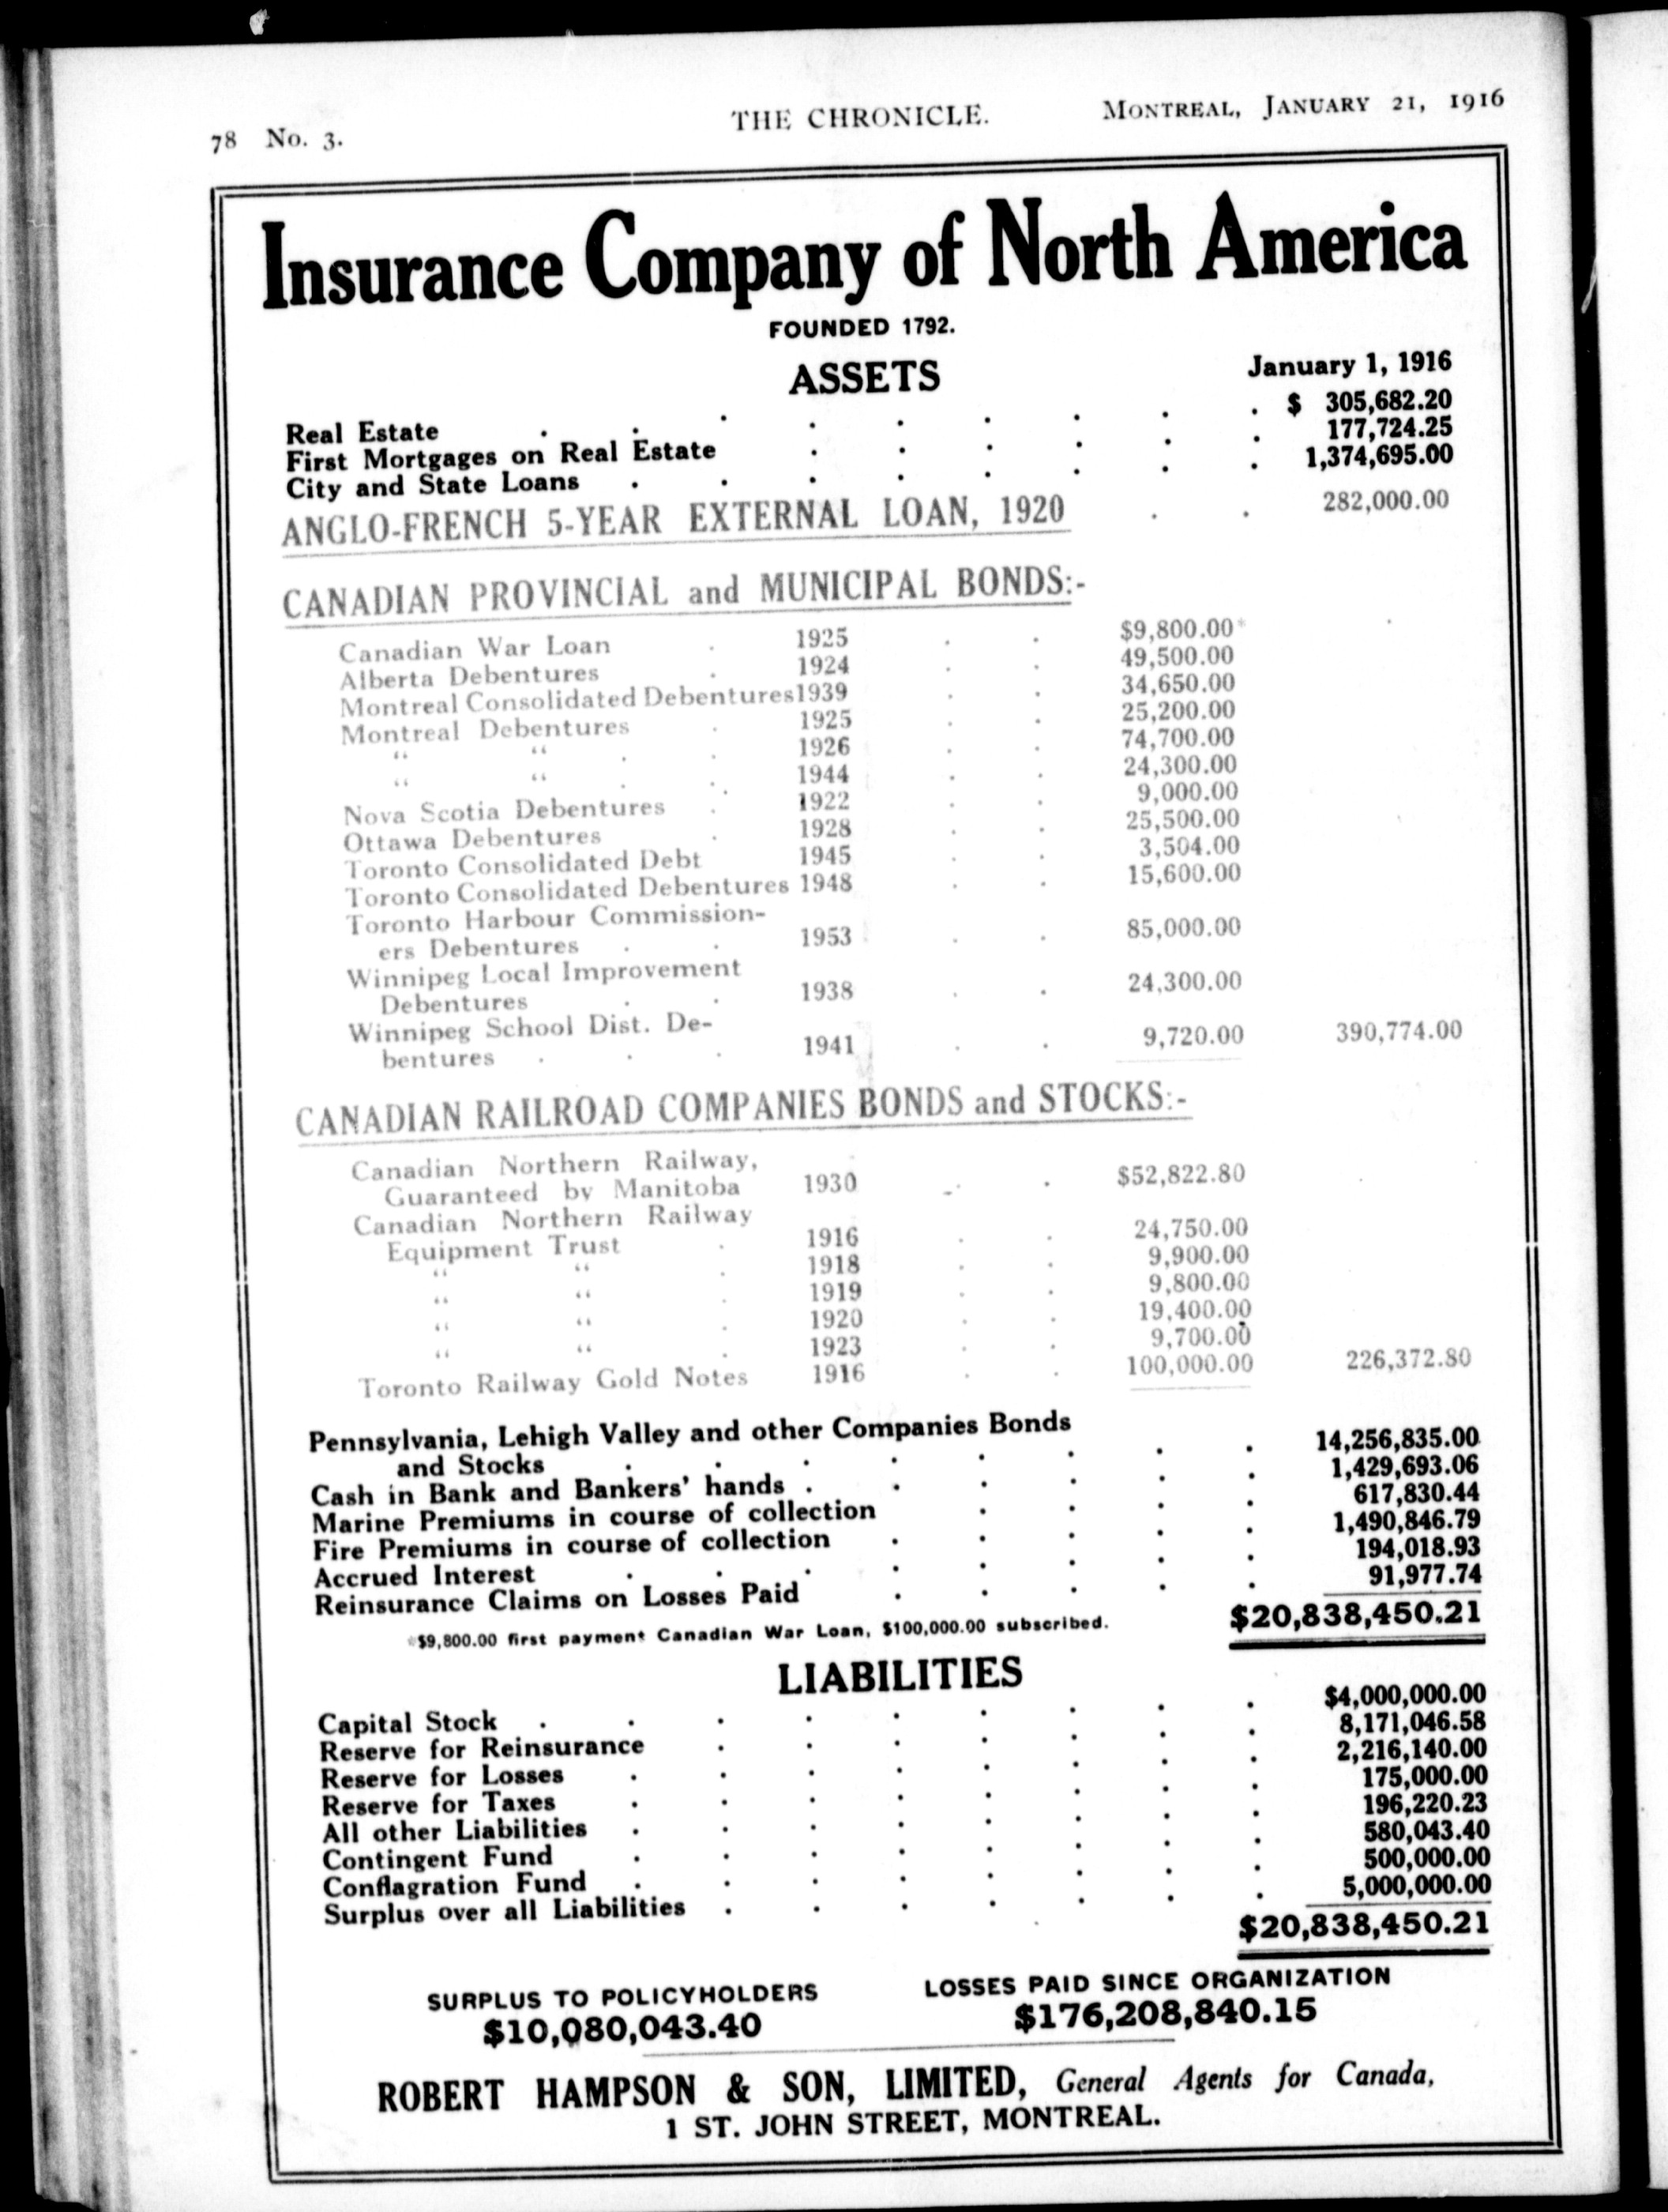 78 No. 3. THE CHRONICLE. MONTREAL, JANUARY 21, 1916
Insurance Company of North America
FOUNDED 1792.
ASSETS January 1, 1916
Real Estate . . . . . . . . . $ 305,682.20
First Mortgages on Real Estate . . . . . . 177,724.25
City and State Loans . . . . . . . . 1,374,695.00
ANGLO-FRENCH 5-YEAR EXTERNAL LOAN, 1920 . . 282,000.00
CANADIAN PROVINCIAL and MUNICIPAL BONDS:-
Canadian War Loan . 1925 . . $9,800.00*
Alberta Debentures . 1924 . . 49,500.00
Montreal Consolidated Debentures 1939 . . 34,650.00
Montreal Debentures . 1925 . . 25,200.00
“ “ . . 1926 . . 74,700.00
“ “ . . 1944 . . 24,300.00
Nova Scotia Debentures . 1922 . . 9,000.00
Ottawa Debentures . 1928 . . 25,500.00
Toronto Consolidated Debt 1945 . . 3,504.00
Toronto Consolidated Debentures 1948 . . 15,600.00
Toronto Harbour Commission-
ers Debentures . . 1953 . . 85,000.00
Winnipeg Local Improvement
Debentures . . 1938 . . 24,300.00
Winnipeg School Dist. De-
bentures . . . 1941 . . 9,720.00 390,774.00
CANADIAN RAILROAD COMPANIES BONDS and STOCKS:-
Canadian Northern Railway,
Guaranteed by Manitoba 1930 . . $52,822.80
Canadian Northern Railway
Equipment Trust . 1916 . . 24,750.00
“ “ . 1918 . . 9,900.00
“ “ . 1919 . . 9,800.00
“ “ . 1920 . . 19,400.00
“ “ . 1923 . . 9,700.00
Toronto Railway Gold Notes 1916 . . 100,000.00 226,372.80
Pennsylvania, Lehigh Valley and other Companies Bonds
and Stocks . . . . . . . . 14,256,835.00
Cash in Bank and Bankers' hands . . . . . . 1,429,693.06
Marine Premiums in course of collection . . . . 617,830.44
Fire Premiums in course of collection . . . . . 1,490,846.79
Accrued Interest . . . . . . . . 194,018.93
Reinsurance Claims on Losses Paid . . . . . 91,977.74
*$9,800.00 first payment Canadian War Loan, $100,000.00 subscribed. $20,838,450.21
LIABILITIES
Capital Stock . . . . . . . . . $4,000,000.00
Reserve for Reinsurance . . . . . . . 8,171,046.58
Reserve for Losses . . . . . . . . 2,216,140.00
Reserve for Taxes . . . . . . . . 175,000.00
All other Liabilities . . . . . . . . 196,220.23
Contingent Fund . . . . . . . . 580,043.40
Conflagration Fund . . . . . . . . 500,000.00
Surplus over all Liabilities . . . . . . . 5,000,000.00
$20,838,450.21
SURPLUS TO POLICYHOLDERS LOSSES PAID SINCE ORGANIZATION
$10,080,043.40 $176,208,840.15
ROBERT HAMPSON & SON, LIMITED, General Agents for Canada,
1 ST. JOHN STREET, MONTREAL.